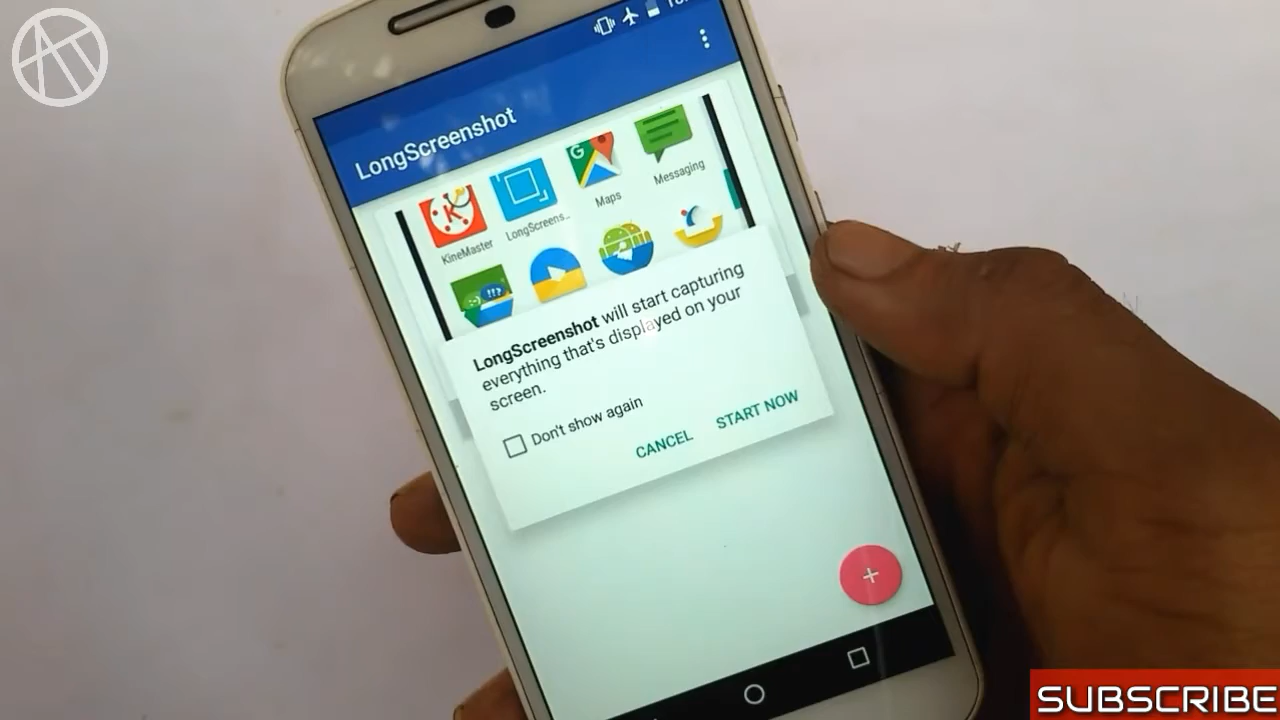 LongScreenshot
KineMaster
LongScreens..
Maps
Messaging
LongScreenshot will start capturing
everything that's displayed on your
screen.
Don't show again
CANCEL
START NOW
SUBSCRIBE